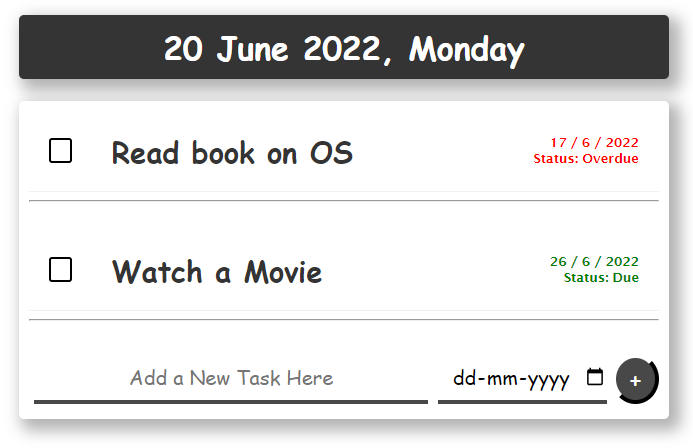 20 June 2022, Monday
Read book on OS
17 / 6 / 2022
Status: Overdue
Watch a Movie
26 / 6 / 2022
Status: Due
Add a New Task Here
dd-mm-yyyy
+